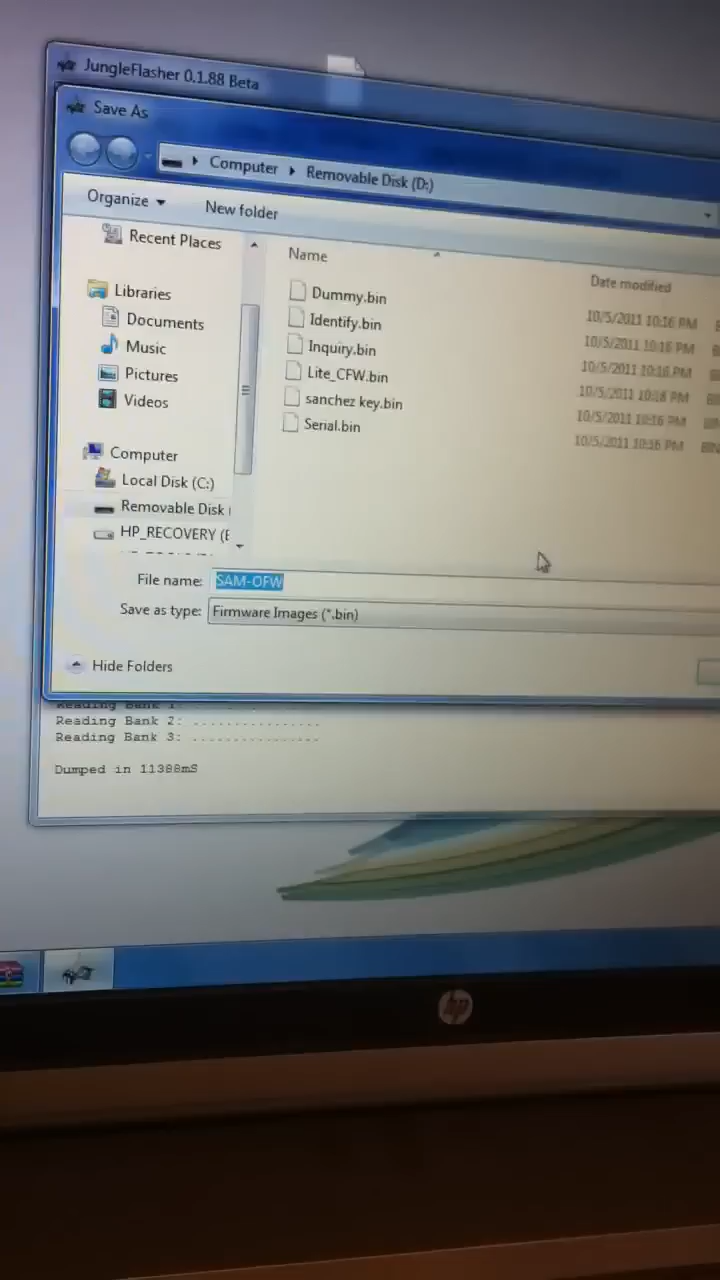 JungleFlasher 0.1.88 Beta
Save As
Computer Removable Disk (D:)
Organize New folder
Recent Places
Libraries
Documents
Music
Pictures
Videos
Computer
Local Disk (C:)
Removable Disk (
HP_RECOVERY (E
Name Date modified
Dummy.bin 10/5/2011 10:16 PM
Identify.bin 10/5/2011 10:16 PM
Inquiry.bin 10/5/2011 10:16 PM
Lite_CFW.bin 10/5/2011 10:18 PM
sanchez key.bin 10/5/2011 10:16 PM
Serial.bin 10/5/2011 10:16 PM
File name: SAM-OFW
Save as type: Firmware Images (*.bin)
Hide Folders
Reading Bank 1:
Reading Bank 2: ................
Reading Bank 3: ................
Dumped in 11388mS
hp